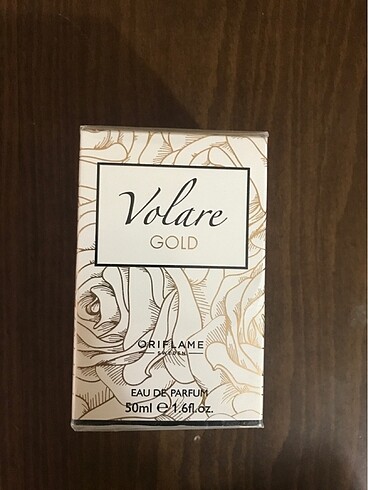 Volare
GOLD
ORIFLAME
SWEDEN
EAU DE PARFUM
50ml ℮ 1.6fl.oz.